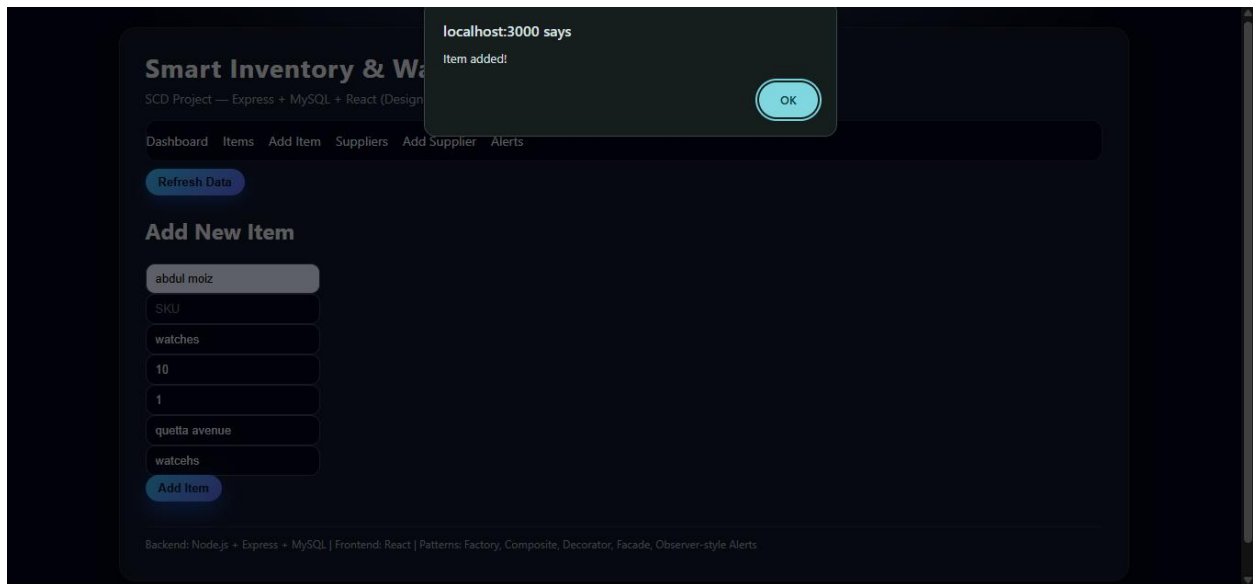 localhost:3000 says
Item added!
OK
Smart Inventory & Wa
SCD Project — Express + MySQL + React (Design
Dashboard Items Add Item Suppliers Add Supplier Alerts
Refresh Data
Add New Item
abdul moiz
SKU
watches
10
1
quetta avenue
watcehs
Add Item
Backend: Node.js + Express + MySQL | Frontend: React | Patterns: Factory, Composite, Decorator, Facade, Observer-style Alerts